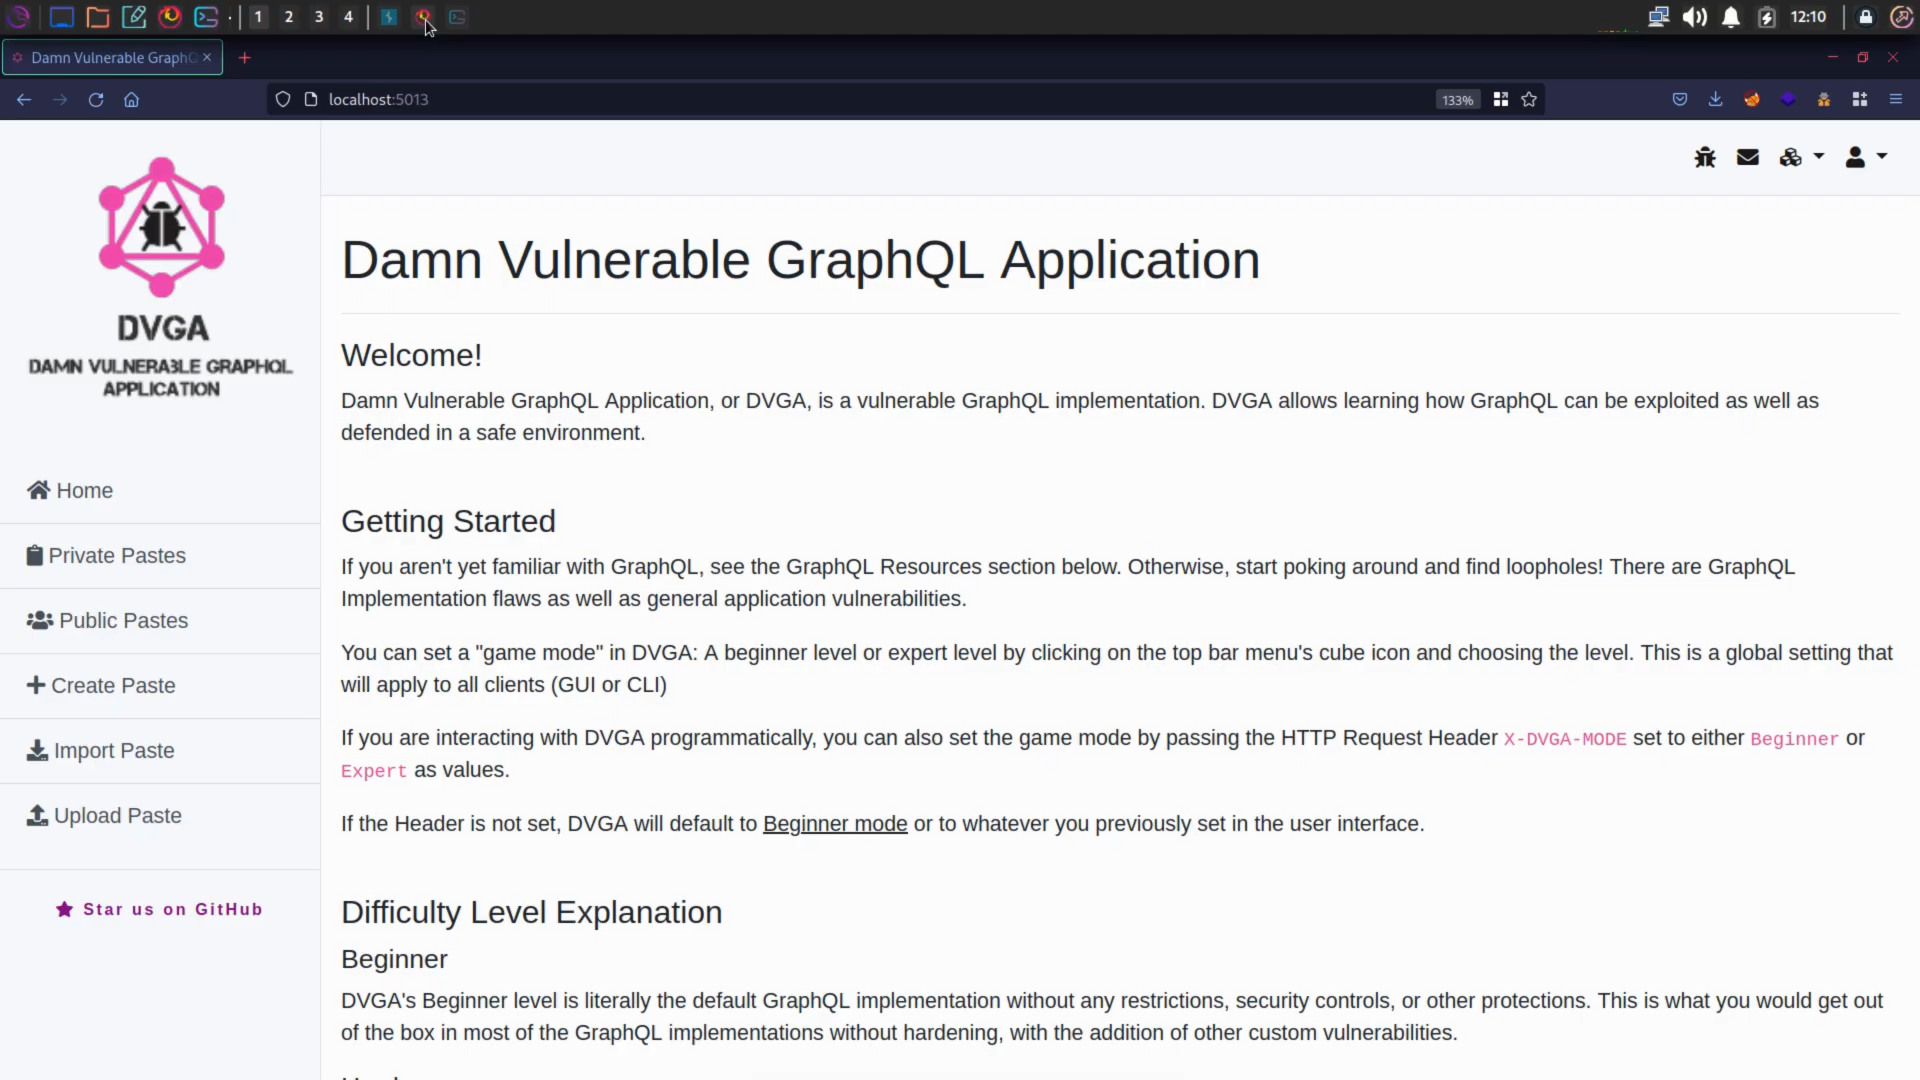 1 2 3 4
12:10
Damn Vulnerable GraphQ
localhost:5013
133%
DVGA
DAMN VULNERABLE GRAPHQL
APPLICATION
Home
Private Pastes
Public Pastes
Create Paste
Import Paste
Upload Paste
Star us on GitHub
Damn Vulnerable GraphQL Application
Welcome!
Damn Vulnerable GraphQL Application, or DVGA, is a vulnerable GraphQL implementation. DVGA allows learning how GraphQL can be exploited as well as
defended in a safe environment.
Getting Started
If you aren't yet familiar with GraphQL, see the GraphQL Resources section below. Otherwise, start poking around and find loopholes! There are GraphQL
Implementation flaws as well as general application vulnerabilities.
You can set a "game mode" in DVGA: A beginner level or expert level by clicking on the top bar menu's cube icon and choosing the level. This is a global setting that
will apply to all clients (GUI or CLI)
If you are interacting with DVGA programmatically, you can also set the game mode by passing the HTTP Request Header X-DVGA-MODE set to either Beginner or
Expert as values.
If the Header is not set, DVGA will default to Beginner mode or to whatever you previously set in the user interface.
Difficulty Level Explanation
Beginner
DVGA's Beginner level is literally the default GraphQL implementation without any restrictions, security controls, or other protections. This is what you would get out
of the box in most of the GraphQL implementations without hardening, with the addition of other custom vulnerabilities.